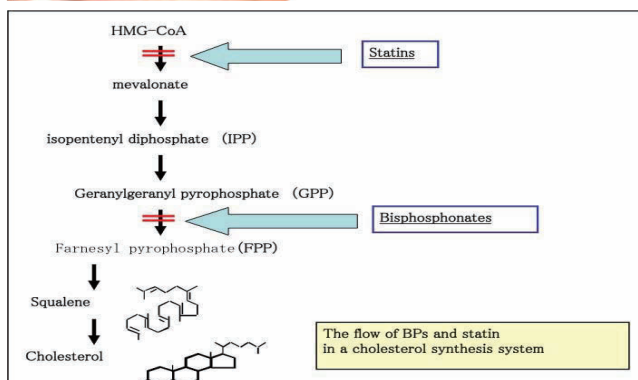 HMG-CoA
Statins
mevalonate
isopentenyl diphosphate (IPP)
Geranylgeranyl pyrophosphate (GPP)
Bisphosphonates
Farnesyl pyrophosphate(FPP)
Squalene
Cholesterol
The flow of BPs and statin
in a cholesterol synthesis system